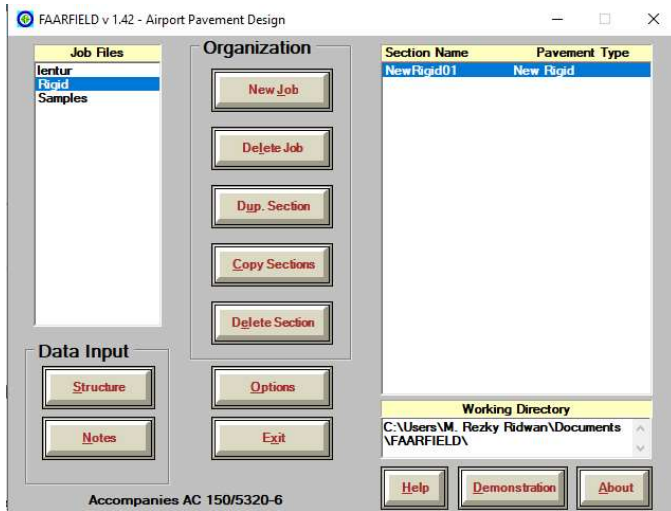 FAARFIELD v 1.42 - Airport Pavement Design
Job Files
lentur
Rigid
Samples
Organization
New Job
Delete Job
Dup. Section
Copy Sections
Delete Section
Data Input
Structure
Notes
Options
Exit
Accompanies AC 150/5320-6
Section Name Pavement Type
NewRigid01 New Rigid
Working Directory
C:\Users\M. Rezky Ridwan\Documents
\FAARFIELD\
Help
Demonstration
About